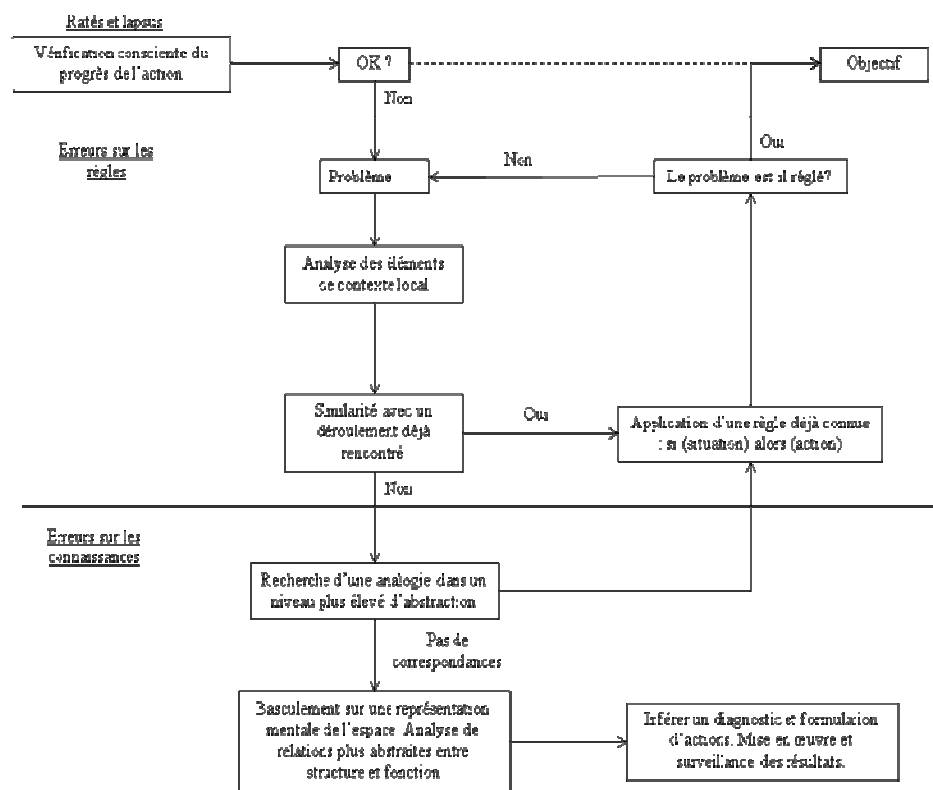 Ratés et lapsus
Vérification consciente du
progrès de l'action
OK ?
Objectif
Non
Oui
Erreurs sur les
règles
Non
Problème
Le problème est il réglé?
Analyse des éléments
de contexte local
Similarité avec un
déroulement déjà
rencontré
Oui
Application d'une règle déjà connue
: si (situation) alors (action)
Non
Erreurs sur les
connaissances
Recherche d'une analogie dans un
niveau plus élevé d'abstraction
Pas de
correspondances
Basculement sur une représentation
mentale de l'espace. Analyse de
relations plus abstraites entre
structure et fonction
Inférer un diagnostic et formulation
d'actions. Mise en œuvre et
surveillance des résultats.